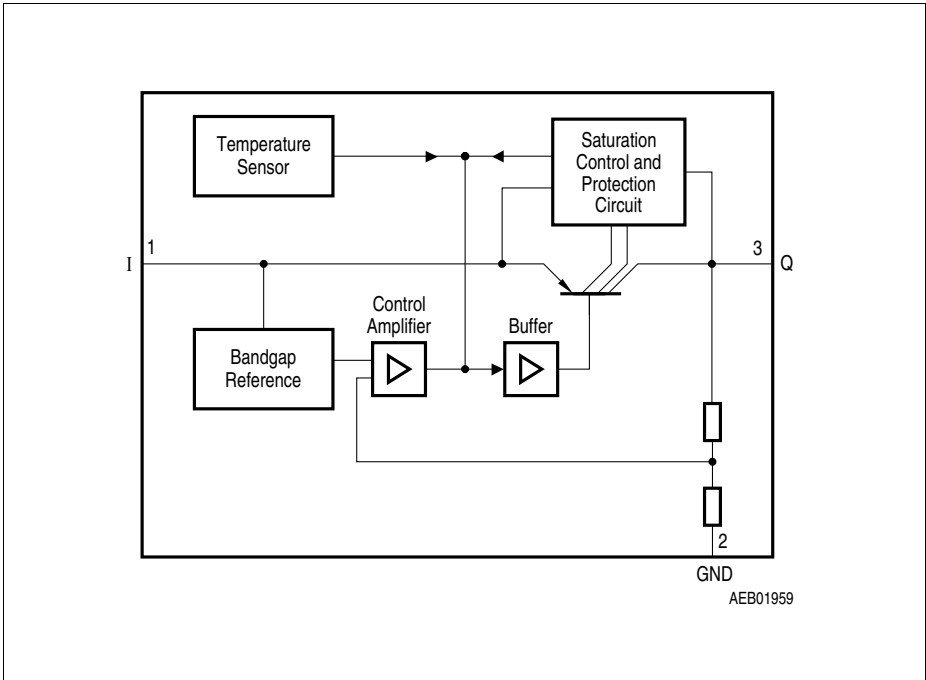 Temperature
Sensor
Saturation
Control and
Protection
Circuit
1
I
3
Q
Control
Amplifier
Buffer
Bandgap
Reference
2
GND
AEB01959